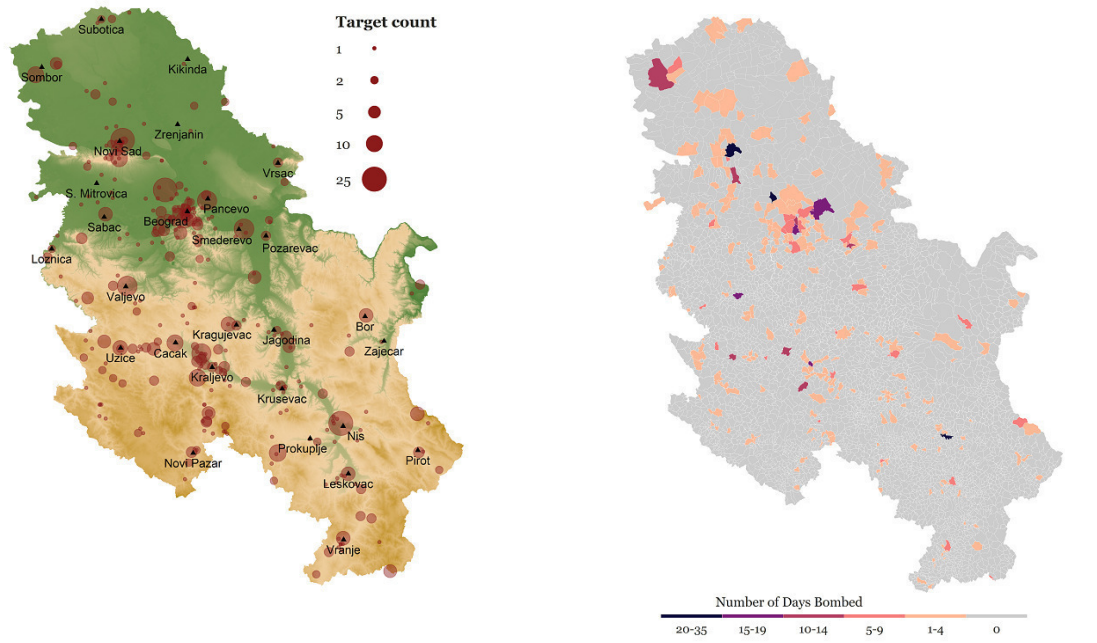 Target count
1
2
5
10
25
Subotica
Sombor
Kikinda
Zrenjanin
Novi Sad
Vrsac
S. Mitrovica
Pancevo
Sabac
Beograd
Smederevo
Pozarevac
Loznica
Valjevo
Bor
Kragujevac
Jagodina
Zajecar
Uzice
Cacak
Kraljevo
Krusevac
Nis
Prokuplje
Novi Pazar
Pirot
Leskovac
Vranje
Number of Days Bombed
20-35 15-19 10-14 5-9 1-4 0